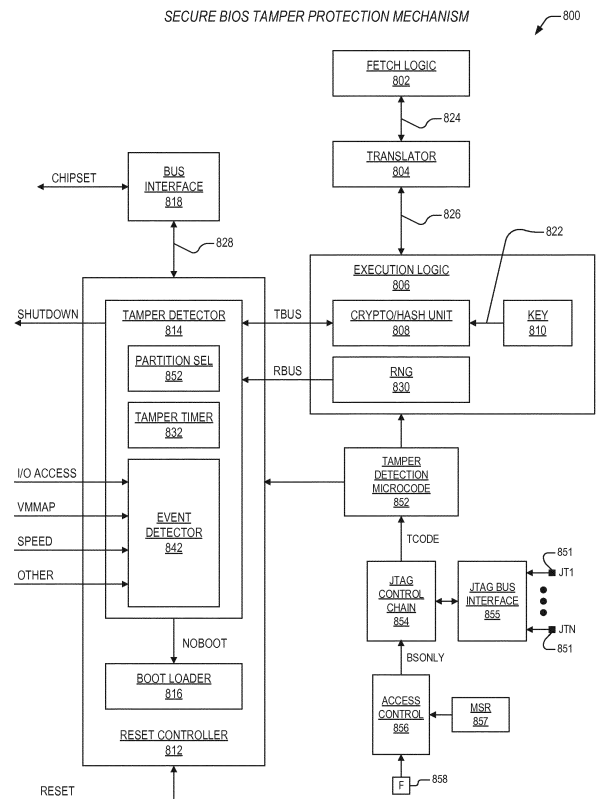 SECURE BIOS TAMPER PROTECTION MECHANISM
800
FETCH LOGIC
802
824
TRANSLATOR
804
826
CHIPSET
BUS
INTERFACE
818
828
822
EXECUTION LOGIC
806
CRYPTO/HASH UNIT
808
KEY
810
RNG
830
TBUS
RBUS
SHUTDOWN
TAMPER DETECTOR
814
PARTITION SEL
852
TAMPER TIMER
832
I/O ACCESS
VMMAP
SPEED
OTHER
EVENT
DETECTOR
842
NOBOOT
BOOT LOADER
816
RESET CONTROLLER
812
RESET
TAMPER
DETECTION
MICROCODE
852
TCODE
JTAG
CONTROL
CHAIN
854
JTAG BUS
INTERFACE
855
851
JT1
JTN
851
BSONLY
ACCESS
CONTROL
856
MSR
857
F
858